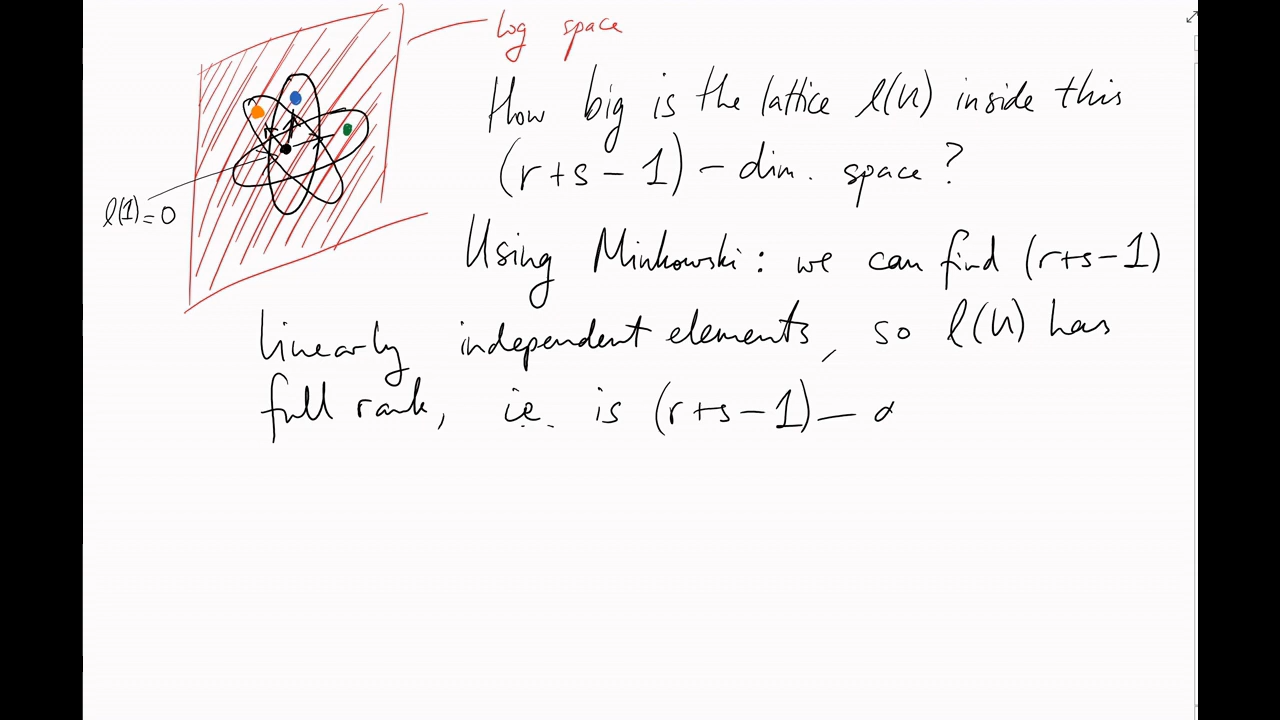 log space
How big is the lattice l(U) inside this
(r+s-1)-dim. space?
l(1)=0
Using Minkowski: we can find (r+s-1)
linearly independent elements, so l(U) has
full rank, i.e. is (r+s-1)- d